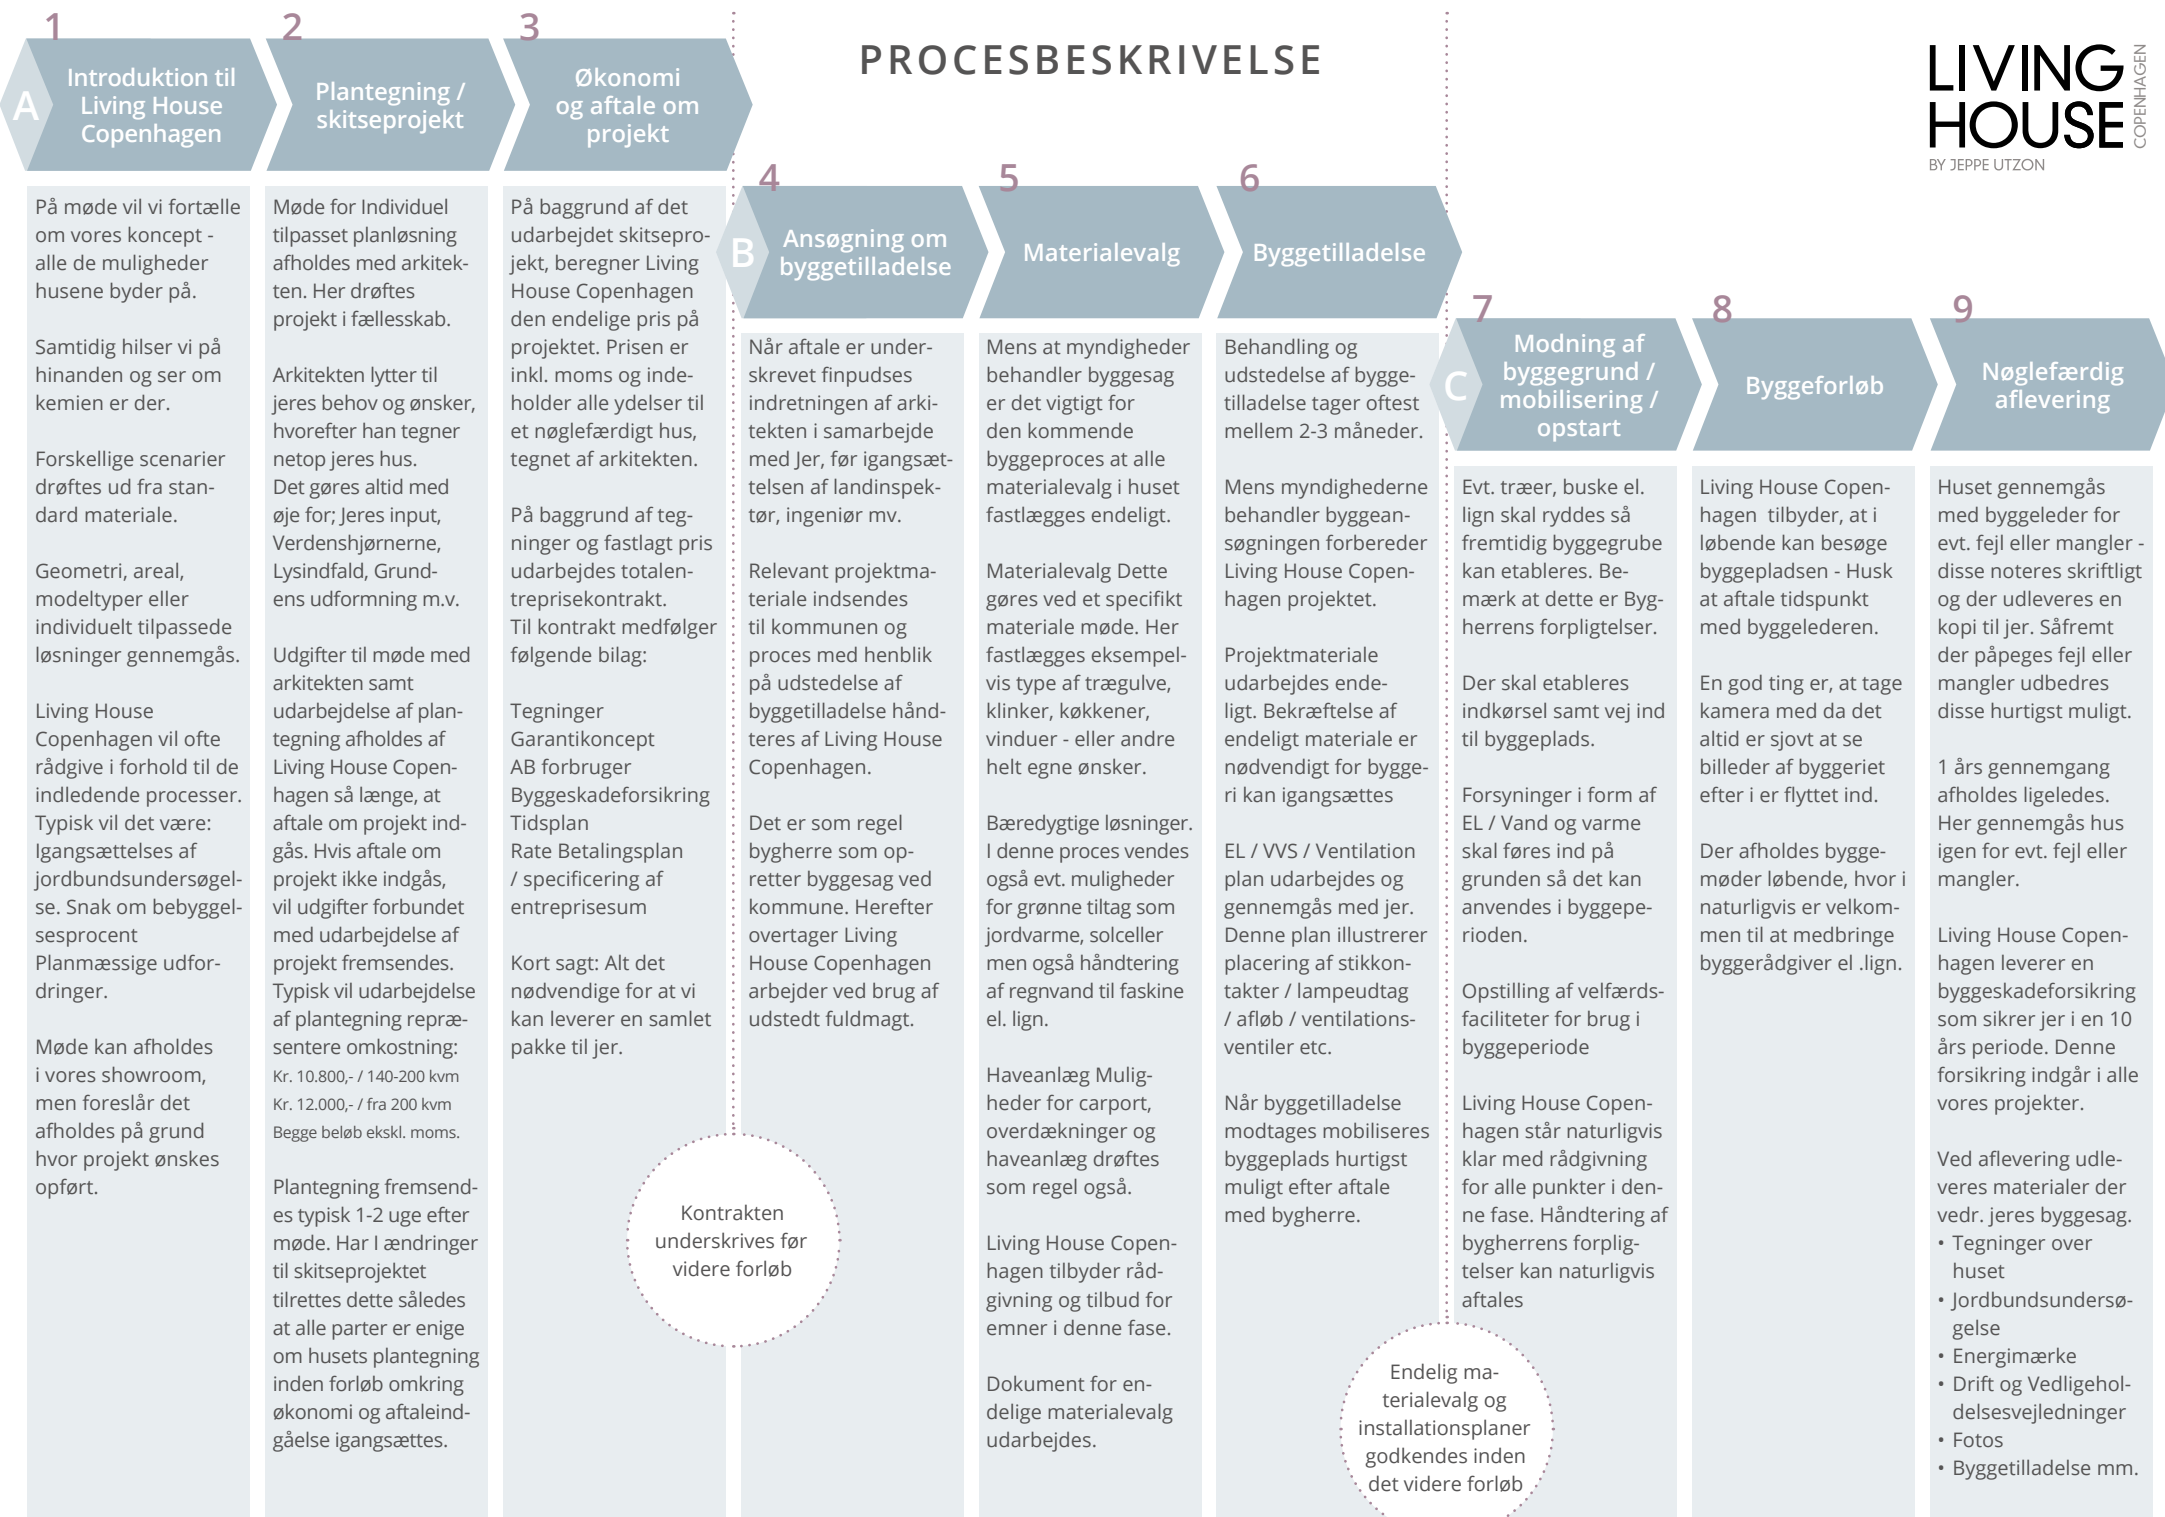 PROCESBESKRIVELSE
LIVING
HOUSE
COPENHAGEN
BY JEPPE UTZON
A
1
Introduktion til
Living House
Copenhagen
På møde vil vi fortælle
om vores koncept -
alle de muligheder
husene byder på.
Samtidig hilser vi på
hinanden og ser om
kemien er der.
Forskellige scenarier
drøftes ud fra stan-
dard materiale.
Geometri, areal,
modeltyper eller
individuelt tilpassede
løsninger gennemgås.
Living House
Copenhagen vil ofte
rådgive i forhold til de
indledende processer.
Typisk vil det være:
Igangsættelses af
jordbundsundersøgel-
se. Snak om bebyggel-
sesprocent
Planmæssige udfor-
dringer.
Møde kan afholdes
i vores showroom,
men foreslår det
afholdes på grund
hvor projekt ønskes
opført.
2
Plantegning /
skitseprojekt
Møde for Individuel
tilpasset planløsning
afholdes med arkitek-
ten. Her drøftes
projekt i fællesskab.
Arkitekten lytter til
jeres behov og ønsker,
hvorefter han tegner
netop jeres hus.
Det gøres altid med
øje for; Jeres input,
Verdenshjørnerne,
Lysindfald, Grund-
ens udformning m.v.
Udgifter til møde med
arkitekten samt
udarbejdelse af plan-
tegning afholdes af
Living House Copen-
hagen så længe, at
aftale om projekt ind-
gås. Hvis aftale om
projekt ikke indgås,
vil udgifter forbundet
med udarbejdelse af
projekt fremsendes.
Typisk vil udarbejdelse
af plantegning repræ-
sentere omkostning:
Kr. 10.800,- / 140-200 kvm
Kr. 12.000,- / fra 200 kvm
Begge beløb ekskl. moms.
Plantegning fremsend-
es typisk 1-2 uge efter
møde. Har I ændringer
til skitseprojektet
tilrettes dette således
at alle parter er enige
om husets plantegning
inden forløb omkring
økonomi og aftaleind-
gåelse igangsættes.
3
Økonomi
og aftale om
projekt
På baggrund af det
udarbejdet skitsepro-
jekt, beregner Living
House Copenhagen
den endelige pris på
projektet. Prisen er
inkl. moms og inde-
holder alle ydelser til
et nøglefærdigt hus,
tegnet af arkitekten.
På baggrund af teg-
ninger og fastlagt pris
udarbejdes totalen-
treprisekontrakt.
Til kontrakt medfølger
følgende bilag:
Tegninger
Garantikoncept
AB forbruger
Byggeskadeforsikring
Tidsplan
Rate Betalingsplan
/ specificering af
entreprisesum
Kort sagt: Alt det
nødvendige for at vi
kan leverer en samlet
pakke til jer.
Kontrakten
underskrives før
videre forløb
B
4
Ansøgning om
byggetilladelse
Når aftale er under-
skrevet finpudses
indretningen af arki-
tekten i samarbejde
med Jer, før igangsæt-
telsen af landinspek-
tør, ingeniør mv.
Relevant projektma-
teriale indsendes
til kommunen og
proces med henblik
på udstedelse af
byggetilladelse hånd-
teres af Living House
Copenhagen.
Det er som regel
bygherre som op-
retter byggesag ved
kommune. Herefter
overtager Living
House Copenhagen
arbejder ved brug af
udstedt fuldmagt.
5
Materialevalg
Mens at myndigheder
behandler byggesag
er det vigtigt for
den kommende
byggeproces at alle
materialevalg i huset
fastlægges endeligt.
Materialevalg Dette
gøres ved et specifikt
materiale møde. Her
fastlægges eksempel-
vis type af trægulve,
klinker, køkkener,
vinduer - eller andre
helt egne ønsker.
Bæredygtige løsninger.
I denne proces vendes
også evt. muligheder
for grønne tiltag som
jordvarme, solceller
men også håndtering
af regnvand til faskine
el. lign.
Haveanlæg Mulig-
heder for carport,
overdækninger og
haveanlæg drøftes
som regel også.
Living House Copen-
hagen tilbyder råd-
givning og tilbud for
emner i denne fase.
Dokument for en-
delige materialevalg
udarbejdes.
6
Byggetilladelse
Behandling og
udstedelse af bygge-
tilladelse tager oftest
mellem 2-3 måneder.
Mens myndighederne
behandler byggean-
søgningen forbereder
Living House Copen-
hagen projektet.
Projektmateriale
udarbejdes ende-
ligt. Bekræftelse af
endeligt materiale er
nødvendigt for bygge-
ri kan igangsættes
EL / VVS / Ventilation
plan udarbejdes og
gennemgås med jer.
Denne plan illustrerer
placering af stikkon-
takter / lampeudtag
/ afløb / ventilations-
ventiler etc.
Når byggetilladelse
modtages mobiliseres
byggeplads hurtigst
muligt efter aftale
med bygherre.
Endelig ma-
terialevalg og
installationsplaner
godkendes inden
det videre forløb
C
7
Modning af
byggegrund /
mobilisering /
opstart
Evt. træer, buske el.
lign skal ryddes så
fremtidig byggegrube
kan etableres. Be-
mærk at dette er Byg-
herrens forpligtelser.
Der skal etableres
indkørsel samt vej ind
til byggeplads.
Forsyninger i form af
EL / Vand og varme
skal føres ind på
grunden så det kan
anvendes i byggepe-
rioden.
Opstilling af velfærds-
faciliteter for brug i
byggeperiode
Living House Copen-
hagen står naturligvis
klar med rådgivning
for alle punkter i den-
ne fase. Håndtering af
bygherrens forplig-
telser kan naturligvis
aftales
8
Byggeforløb
Living House Copen-
hagen  tilbyder, at i
løbende kan besøge
byggepladsen - Husk
at aftale tidspunkt
med byggelederen.
En god ting er, at tage
kamera med da det
altid er sjovt at se
billeder af byggeriet
efter i er flyttet ind.
Der afholdes bygge-
møder løbende, hvor i
naturligvis er velkom-
men til at medbringe
byggerådgiver el .lign.
9
Nøglefærdig
aflevering
Huset gennemgås
med byggeleder for
evt. fejl eller mangler -
disse noteres skriftligt
og der udleveres en
kopi til jer. Såfremt
der påpeges fejl eller
mangler udbedres
disse hurtigst muligt.
1 års gennemgang
afholdes ligeledes.
Her gennemgås hus
igen for evt. fejl eller
mangler.
Living House Copen-
hagen leverer en
byggeskadeforsikring
som sikrer jer i en 10
års periode. Denne
forsikring indgår i alle
vores projekter.
Ved aflevering udle-
veres materialer der
vedr. jeres byggesag.
• Tegninger over
huset
• Jordbundsundersø-
gelse
• Energimærke
• Drift og Vedligehol-
delsesvejledninger
• Fotos
• Byggetilladelse mm.